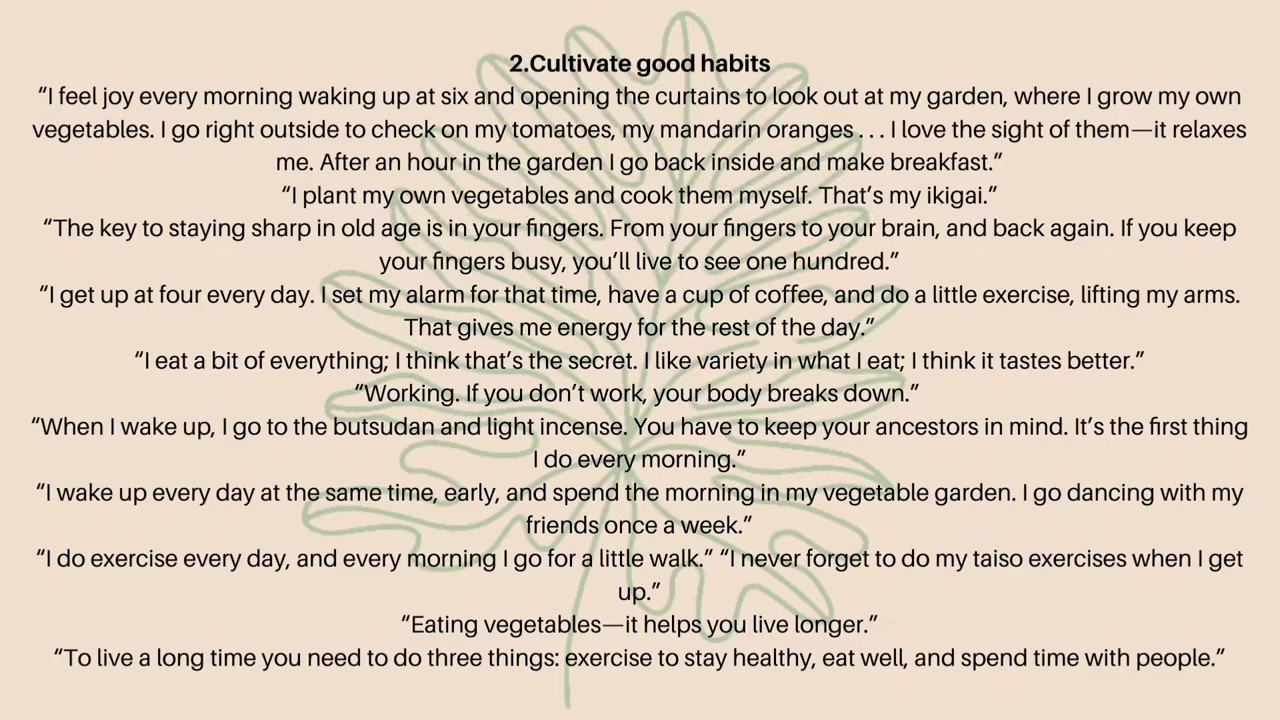 2.Cultivate good habits
“I feel joy every morning waking up at six and opening the curtains to look out at my garden, where I grow my own
vegetables. I go right outside to check on my tomatoes, my mandarin oranges . . . I love the sight of them—it relaxes
me. After an hour in the garden I go back inside and make breakfast.”
“I plant my own vegetables and cook them myself. That’s my ikigai.”
“The key to staying sharp in old age is in your fingers. From your fingers to your brain, and back again. If you keep
your fingers busy, you’ll live to see one hundred.”
“I get up at four every day. I set my alarm for that time, have a cup of coffee, and do a little exercise, lifting my arms.
That gives me energy for the rest of the day.”
“I eat a bit of everything; I think that’s the secret. I like variety in what I eat; I think it tastes better.”
“Working. If you don’t work, your body breaks down.”
“When I wake up, I go to the butsudan and light incense. You have to keep your ancestors in mind. It’s the first thing
I do every morning.”
“I wake up every day at the same time, early, and spend the morning in my vegetable garden. I go dancing with my
friends once a week.”
“I do exercise every day, and every morning I go for a little walk.” “I never forget to do my taiso exercises when I get
up.”
“Eating vegetables—it helps you live longer.”
“To live a long time you need to do three things: exercise to stay healthy, eat well, and spend time with people.”